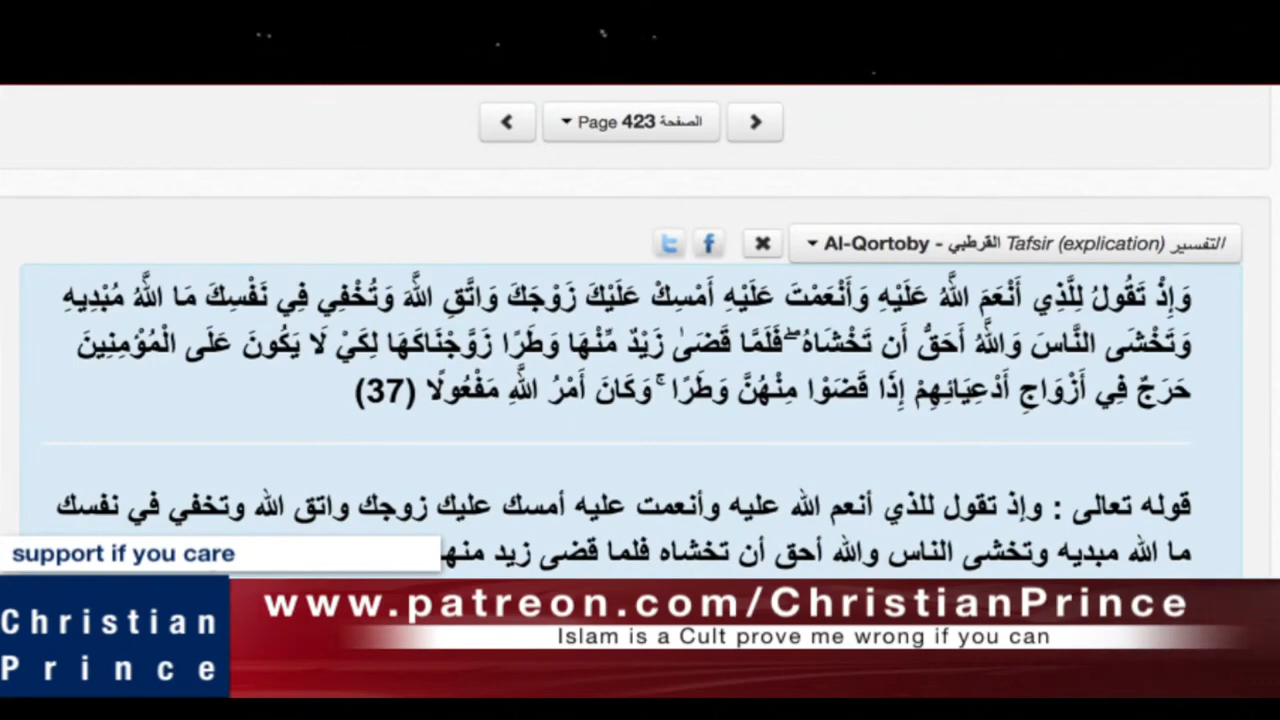 Page 423 الصفحة
التفسير Tafsir (explication) القرطبي - Al-Qortoby
وَإِذْ تَقُولُ لِلَّذِي أَنْعَمَ اللَّهُ عَلَيْهِ وَأَنْعَمْتَ عَلَيْهِ أَمْسِكْ عَلَيْكَ زَوْجَكَ وَاتَّقِ اللَّهَ وَتُخْفِي فِي نَفْسِكَ مَا اللَّهُ مُبْدِيهِ
وَتَخْشَى النَّاسَ وَاللَّهُ أَحَقُّ أَن تَخْشَاهُ ۖ فَلَمَّا قَضَىٰ زَيْدٌ مِّنْهَا وَطَرًا زَوَّجْنَاكَهَا لِكَيْ لَا يَكُونَ عَلَى الْمُؤْمِنِينَ
حَرَجٌ فِي أَزْوَاجِ أَدْعِيَائِهِمْ إِذَا قَضَوْا مِنْهُنَّ وَطَرًا ۚ وَكَانَ أَمْرُ اللَّهِ مَفْعُولًا (37)
قوله تعالى : وإذ تقول للذي أنعم الله عليه وأنعمت عليه أمسك عليك زوجك واتق الله وتخفي في نفسك
ما الله مبديه وتخشى الناس والله أحق أن تخشاه فلما قضى زيد منها
support if you care
www.patreon.com/ChristianPrince
Islam is a Cult prove me wrong if you can
Christian
Prince